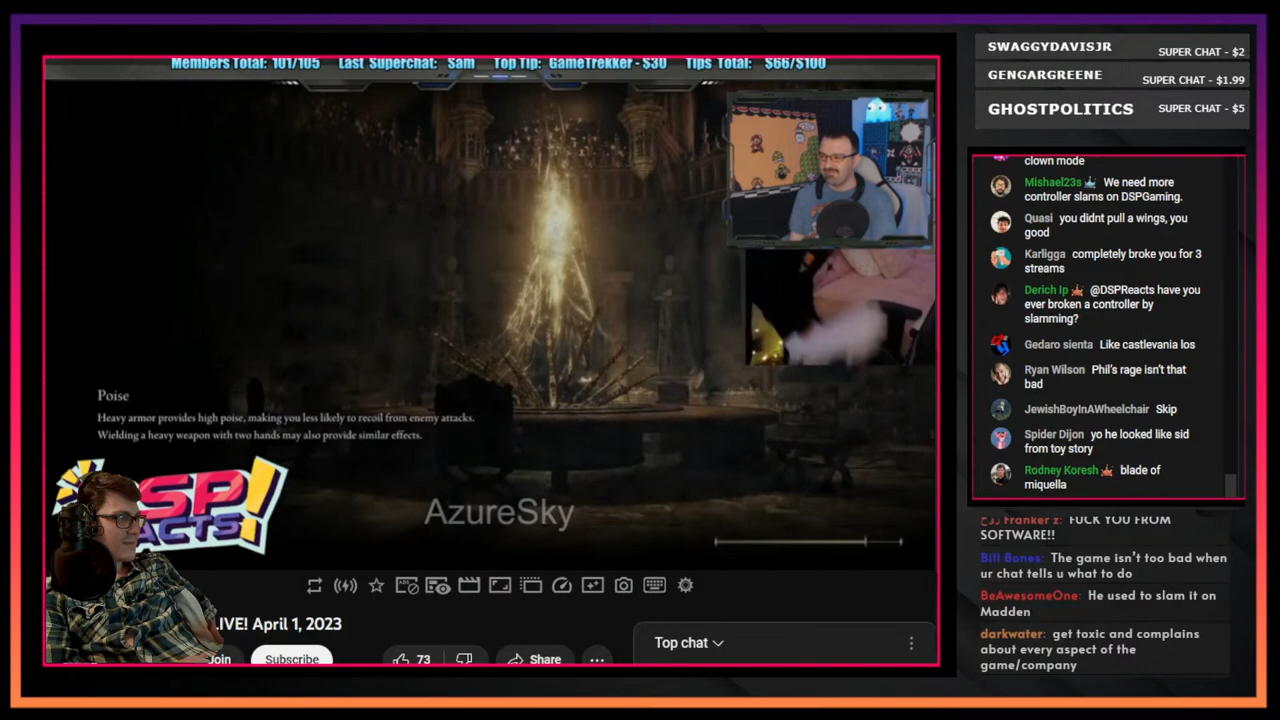 Members Total: 101/105 Last Superchat: Sam Top Tip: GameTrekker - $30 Tips Total: $66/$100
Poise
Heavy armor provides high poise, making you less likely to recoil from enemy attacks.
Wielding a heavy weapon with two hands may also provide similar effects.
SP!
ACTS!
AzureSky
LIVE! April 1, 2023
Join
Subscribe
73
Share
Top chat
SWAGGYDAVISJR SUPER CHAT - $2
GENGARGREENE SUPER CHAT - $1.99
GHOSTPOLITICS SUPER CHAT - $5
clown mode
Mishael23s We need more
controller slams on DSPGaming.
Quasi you didnt pull a wings, you
good
Karligga completely broke you for 3
streams
Derich Ip @DSPReacts have you
ever broken a controller by
slamming?
Gedaro sienta Like castlevania los
Ryan Wilson Phil's rage isn't that
bad
JewishBoyInAWheelchair Skip
Spider Dijon yo he looked like sid
from toy story
Rodney Koresh blade of
miquella
Franker z: FUCK YOU FROM
SOFTWARE!!
Bill Bones: The game isn't too bad when
ur chat tells u what to do
BeAwesomeOne: He used to slam it on
Madden
darkwater: get toxic and complains
about every aspect of the
game/company